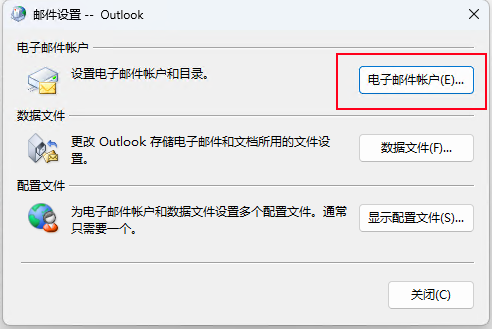 邮件设置 -- Outlook
电子邮件帐户
设置电子邮件帐户和目录。
电子邮件帐户(E)...
数据文件
更改 Outlook 存储电子邮件和文档所用的文件设
置。
数据文件(F)...
配置文件
为电子邮件帐户和数据文件设置多个配置文件。通常
只需要一个。
显示配置文件(S)...
关闭(C)